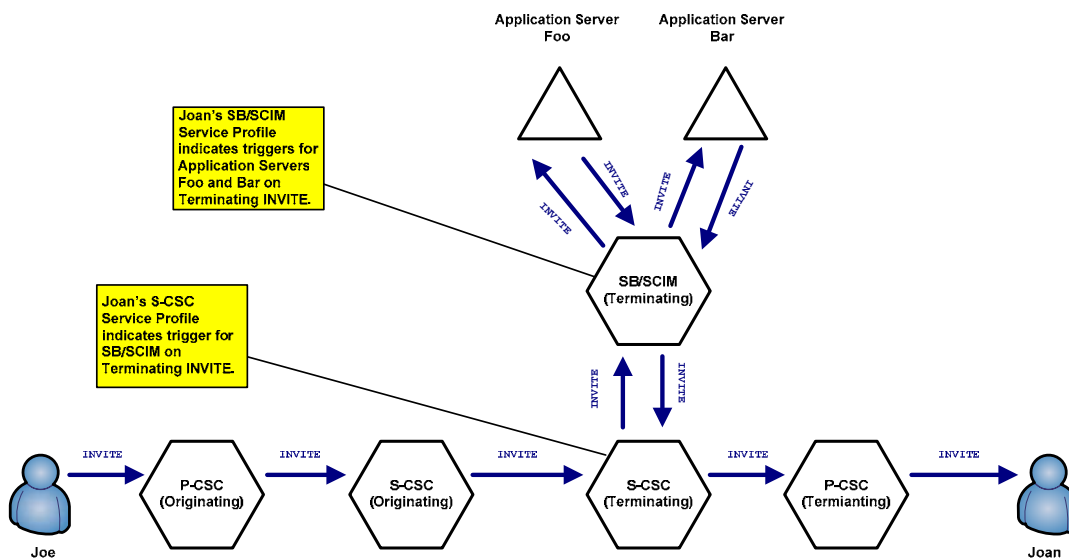 Application Server
Foo
Application Server
Bar
Joan's SB/SCIM
Service Profile
indicates triggers for
Application Servers
Foo and Bar on
Terminating INVITE.
INVITE
INVITE
INVITE
INVITE
SB/SCIM
(Terminating)
Joan's S-CSC
Service Profile
indicates trigger for
SB/SCIM on
Terminating INVITE.
INVITE
INVITE
INVITE
INVITE
INVITE
INVITE
INVITE
P-CSC
(Originating)
S-CSC
(Originating)
S-CSC
(Terminating)
P-CSC
(Termianting)
Joe
Joan